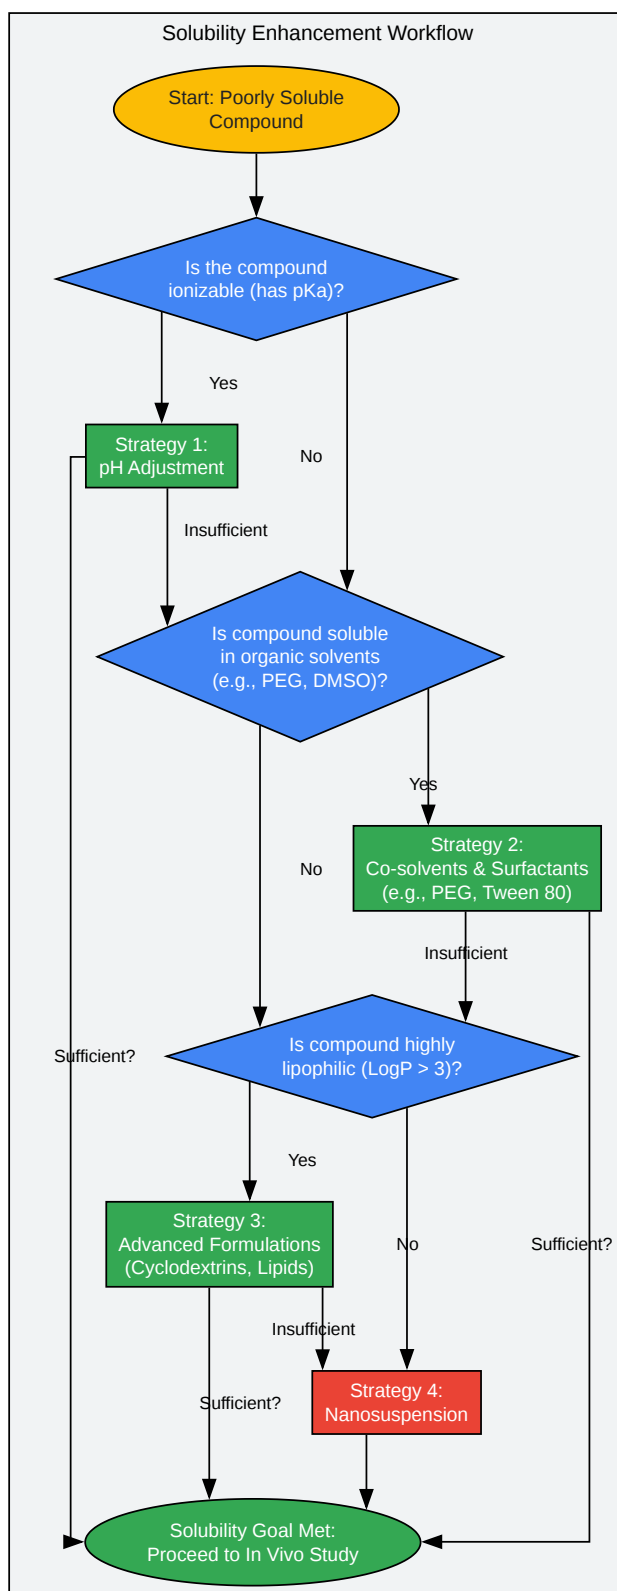 Solubility Enhancement Workflow
Start: Poorly Soluble
Compound
Is the compound
ionizable (has pKa)?
Yes
Strategy 1:
pH Adjustment
No
Insufficient
Is compound soluble
in organic solvents
(e.g., PEG, DMSO)?
Yes
Strategy 2:
Co-solvents & Surfactants
(e.g., PEG, Tween 80)
No
Insufficient
Is compound highly
lipophilic (LogP > 3)?
Sufficient?
Yes
Strategy 3:
Advanced Formulations
(Cyclodextrins, Lipids)
No
Sufficient?
Insufficient
Sufficient?
Strategy 4:
Nanosuspension
Solubility Goal Met:
Proceed to In Vivo Study